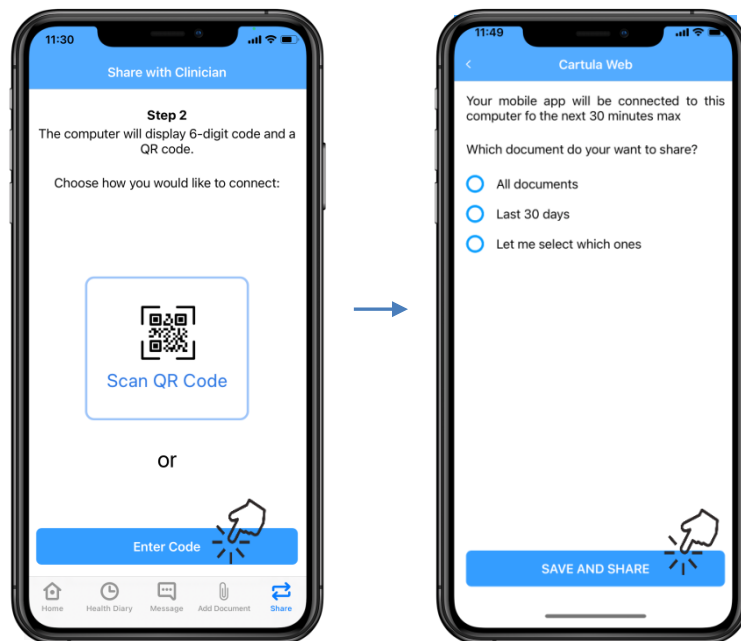 11:30
Share with Clinician
Step 2
The computer will display 6-digit code and a
QR code.
Choose how you would like to connect:
Scan QR Code
or
Enter Code
Home
Health Diary
Message
Add Document
Share
11:49
Cartula Web
Your mobile app will be connected to this
computer fo the next 30 minutes max
Which document do your want to share?
All documents
Last 30 days
Let me select which ones
SAVE AND SHARE